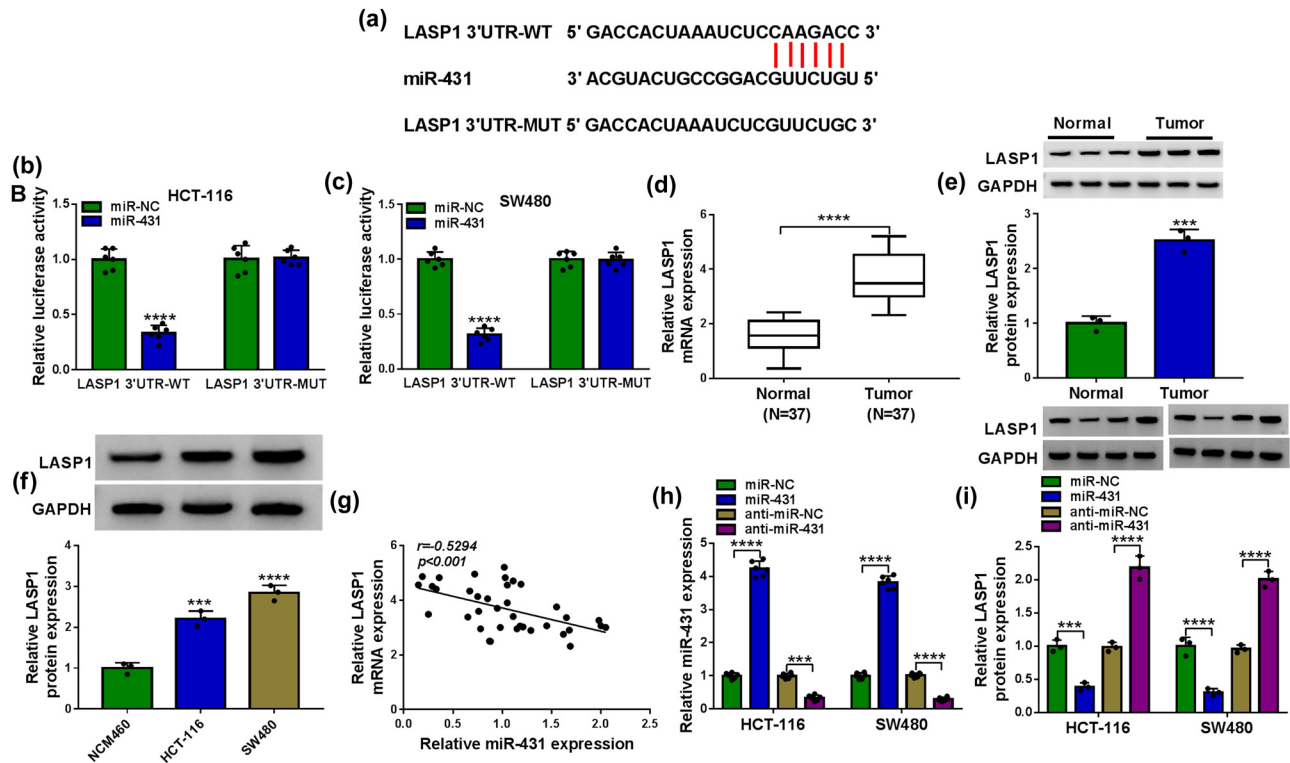 (a)
LASP1 3'UTR-WT 5' GACCACUAAAUCUCCAAGACC 3'
miR-431 3' ACGUACUGCCGGACGUUCUGU 5'
LASP1 3'UTR-MUT 5' GACCACUAAAUCUCGUUCUGC 3'
(b)
B
HCT-116
miR-NC
miR-431
Relative luciferase activity
1.5
1.0
0.5
0.0
****
LASP1 3'UTR-WT
LASP1 3'UTR-MUT
(c)
SW480
miR-NC
miR-431
Relative luciferase activity
1.5
1.0
0.5
0.0
****
LASP1 3'UTR-WT
LASP1 3'UTR-MUT
(d)
Relative LASP1
mRNA expression
6
4
2
0
****
Normal
(N=37)
Tumor
(N=37)
(e)
Normal
Tumor
LASP1
GAPDH
Relative LASP1
protein expression
3
2
1
0
***
Normal
Tumor
(f)
LASP1
GAPDH
Relative LASP1
protein expression
4
3
2
1
0
***
****
NCM460
HCT-116
SW480
(g)
r=-0.5294
p<0.001
Relative LASP1
mRNA expression
6
4
2
0
0.0
0.5
1.0
1.5
2.0
2.5
Relative miR-431 expression
(h)
miR-NC
miR-431
anti-miR-NC
anti-miR-431
Relative miR-431 expression
5
4
3
2
1
0
****
***
****
****
HCT-116
SW480
(i)
LASP1
GAPDH
miR-NC
miR-431
anti-miR-NC
anti-miR-431
Relative LASP1
protein expression
2.5
2.0
1.5
1.0
0.5
0.0
***
****
****
****
HCT-116
SW480